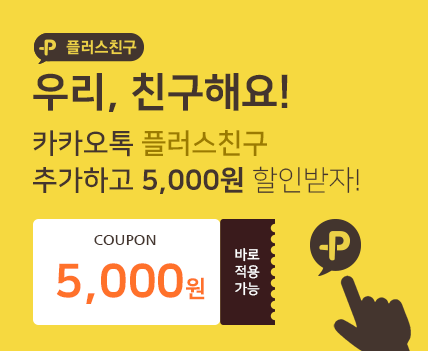 P 플러스친구
우리, 친구해요!
카카오톡 플러스친구
추가하고 5,000원 할인받자!
COUPON
5,000원
바로
적용
가능
P